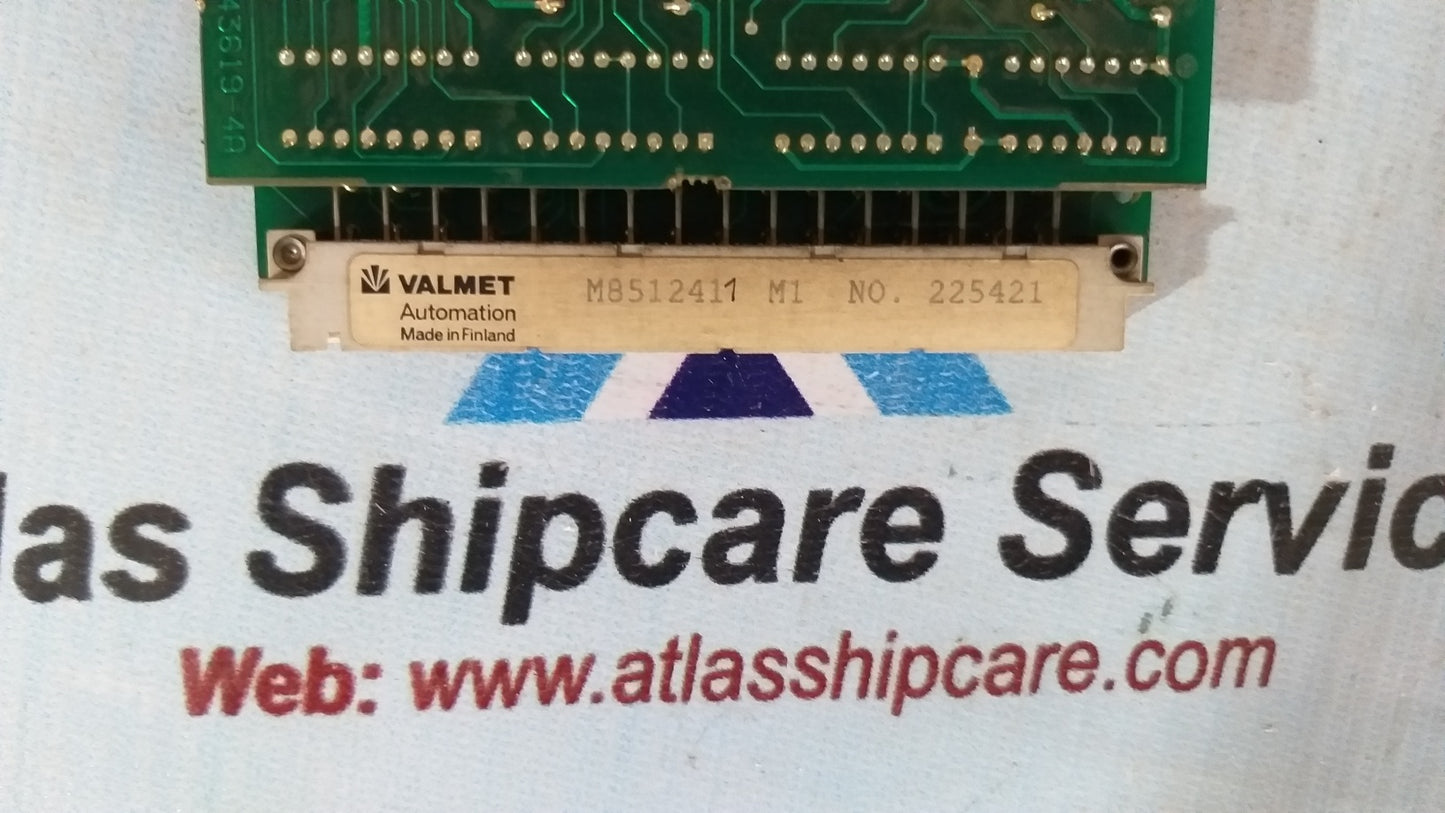 43619-4A
VALMET
Automation
Made in Finland
M8512411 M1 NO. 225421
las Shipcare Servic
Web: www.atlasshipcare.com